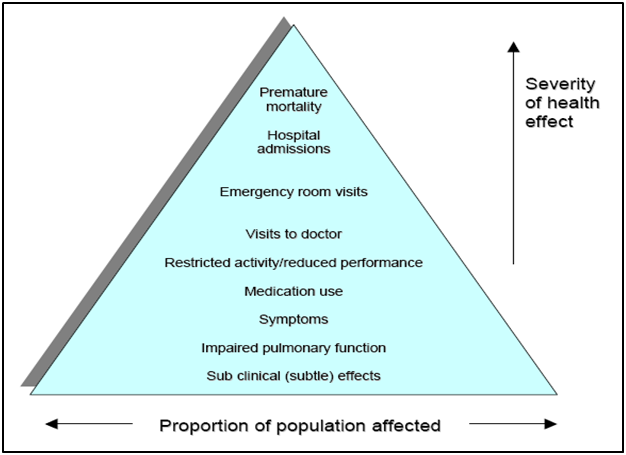 Premature
mortality
Hospital
admissions
Emergency room visits
Visits to doctor
Restricted activity/reduced performance
Medication use
Symptoms
Impaired pulmonary function
Sub clinical (subtle) effects
Severity
of health
effect
Proportion of population affected